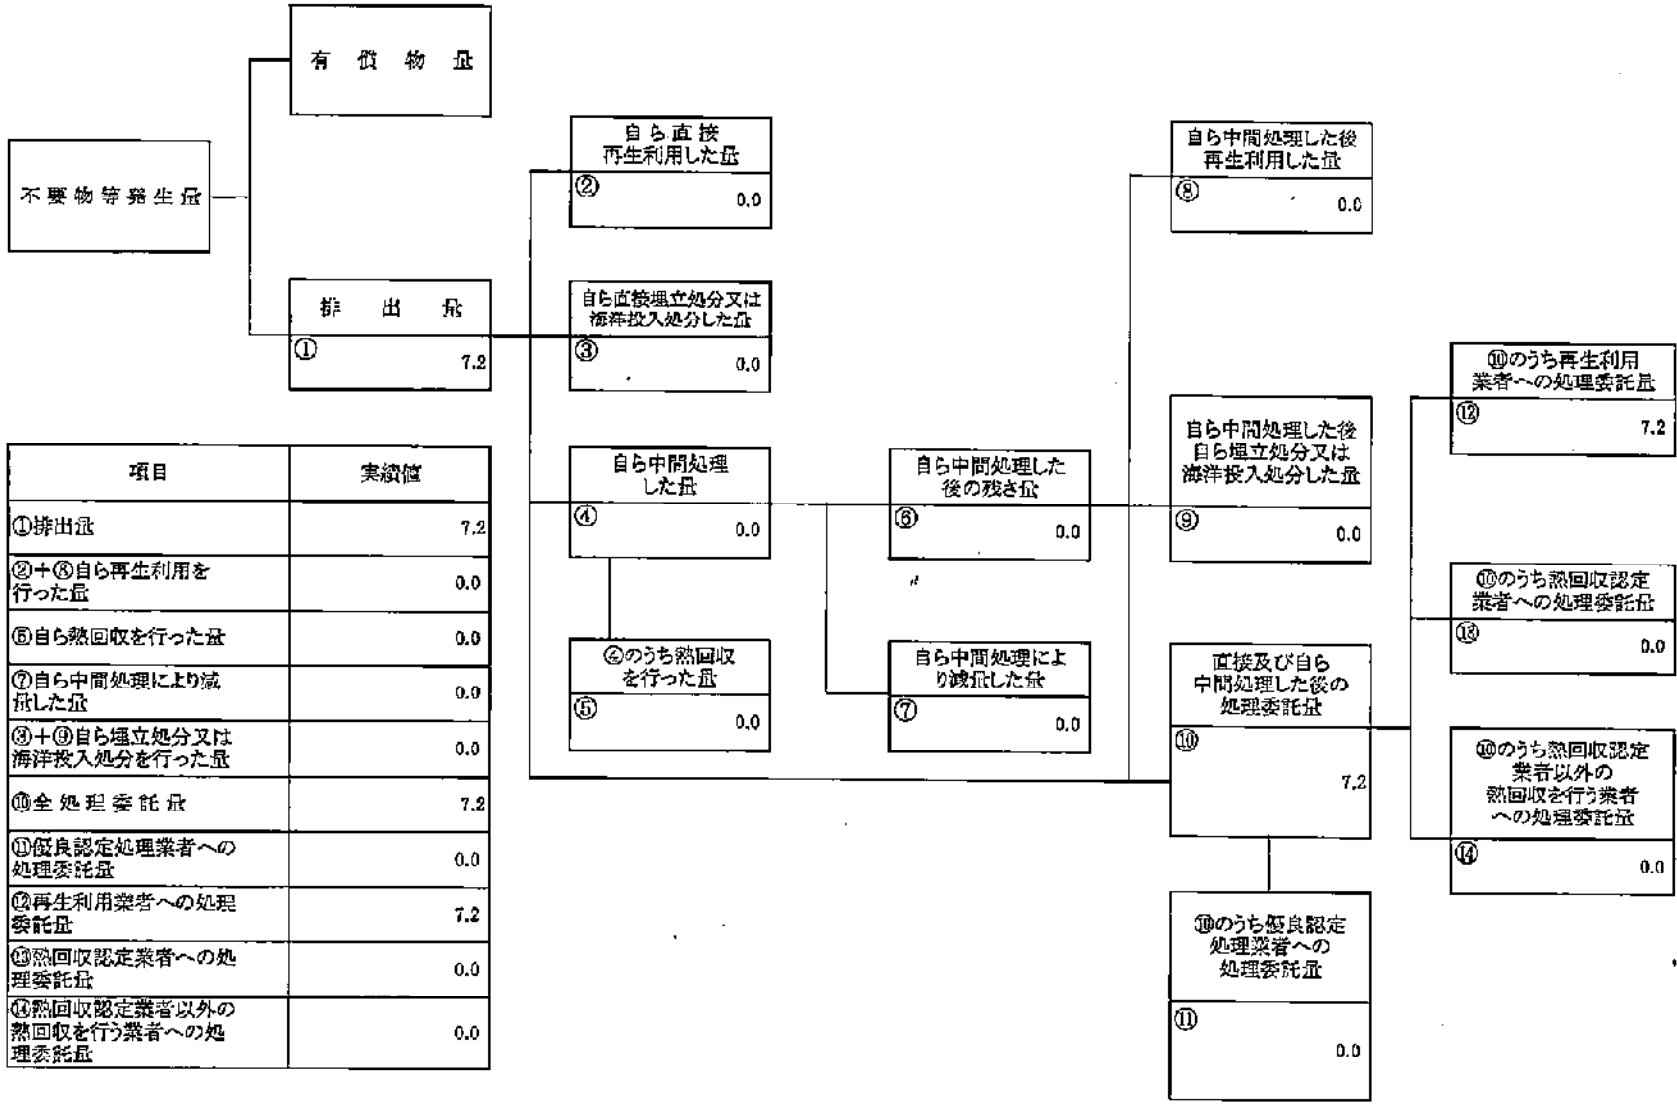 有償物量
不要物等発生量
排出量
①
7.2
自ら直接
再生利用した量
②
0.0
自ら直接埋立処分又は
海洋投入処分した量
③
0.0
自ら中間処理
した量
④
0.0
④のうち熱回収
を行った量
⑤
0.0
自ら中間処理した
後の残さ量
⑥
0.0
自ら中間処理によ
り減量した量
⑦
0.0
自ら中間処理した後
再生利用した量
⑧
0.0
自ら中間処理した後
自ら埋立処分又は
海洋投入処分した量
⑨
0.0
直接及び自ら
中間処理した後の
処理委託量
⑩
7.2
⑩のうち優良認定
処理業者への
処理委託量
⑪
0.0
⑩のうち再生利用
業者への処理委託量
⑫
7.2
⑩のうち熱回収認定
業者への処理委託量
⑬
0.0
⑩のうち熱回収認定
業者以外の
熱回収を行う業者
への処理委託量
⑭
0.0
項目 実績値
①排出量 7.2
②+⑧自ら再生利用を
行った量 0.0
⑤自ら熱回収を行った量 0.0
⑦自ら中間処理により減
量した量 0.0
③+⑨自ら埋立処分又は
海洋投入処分を行った量 0.0
⑩全処理委託量 7.2
⑪優良認定処理業者への
処理委託量 0.0
⑫再生利用業者への処理
委託量 7.2
⑬熱回収認定業者への処
理委託量 0.0
⑭熱回収認定業者以外の
熱回収を行う業者への処
理委託量 0.0